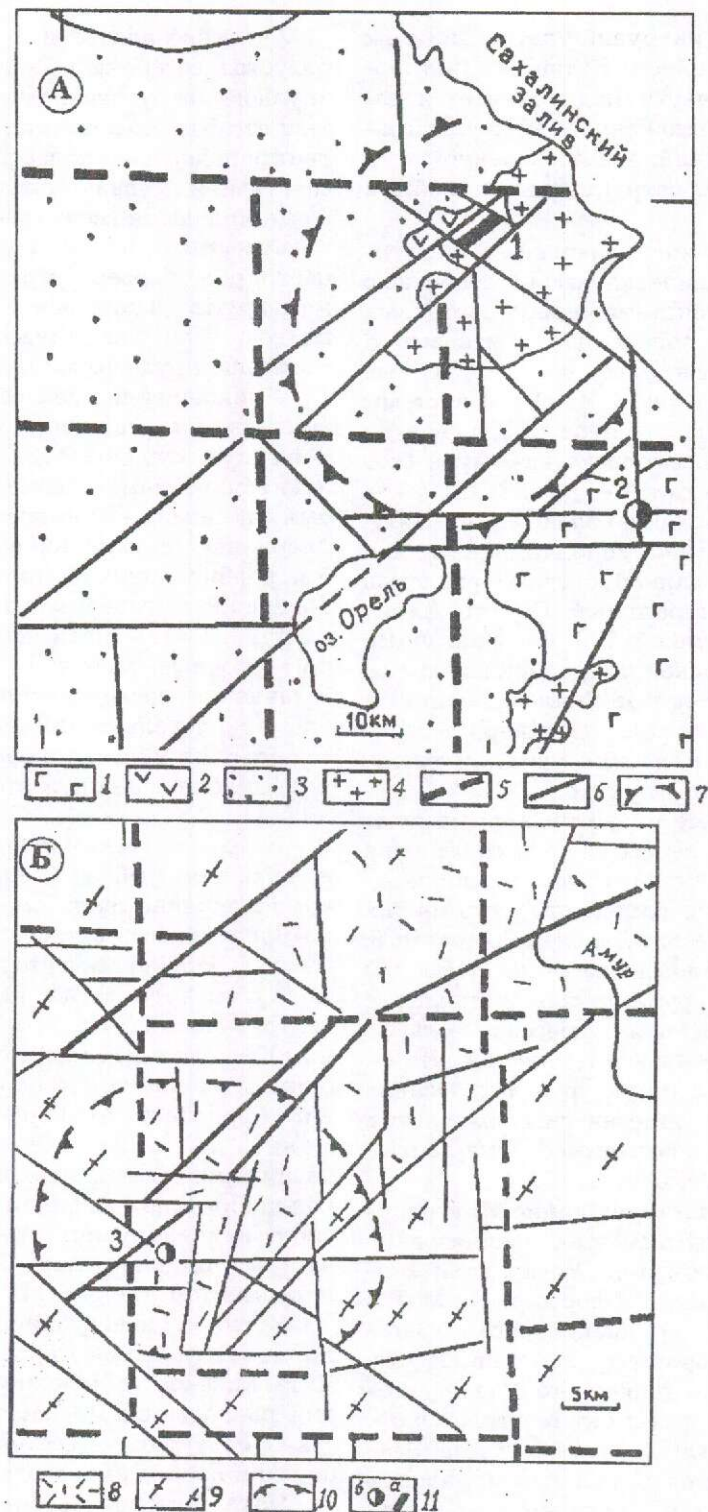 А
Сахалинский
залив
1
2
оз. Орель
10км
1 2 3 4 5 6 7
Б
Амур
3
5км
8 9 10 б а 11